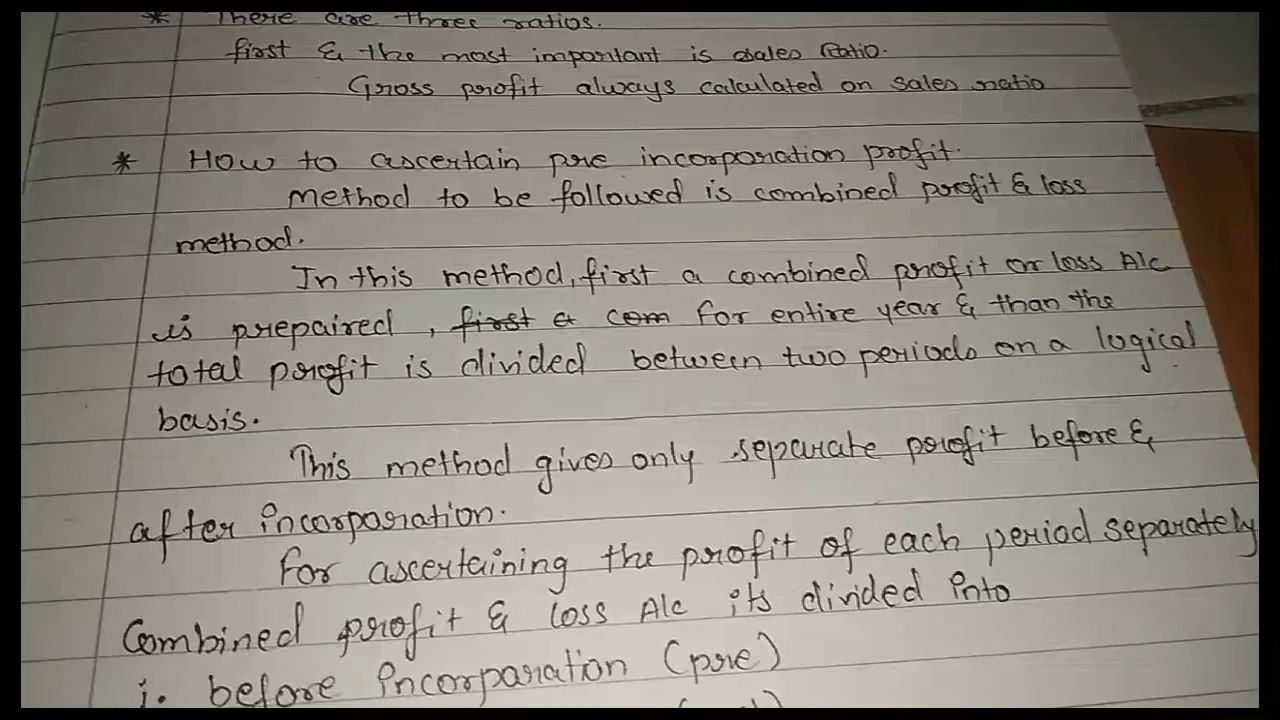 * There are three ratios.
first & the most important is sales Ratio.
Gross profit always calculated on sales ratio
* How to ascertain pre incorporation profit.
Method to be followed is combined profit & loss
method.
In this method, first a combined profit or loss A/c
is prepaired, first a com for entire year & than the
total profit is divided between two periods on a logical
basis.
This method gives only separate profit before &
after incorporation.
For ascertaining the profit of each period separately
Combined profit & loss A/c its divided into
i. before incorporation (pre)